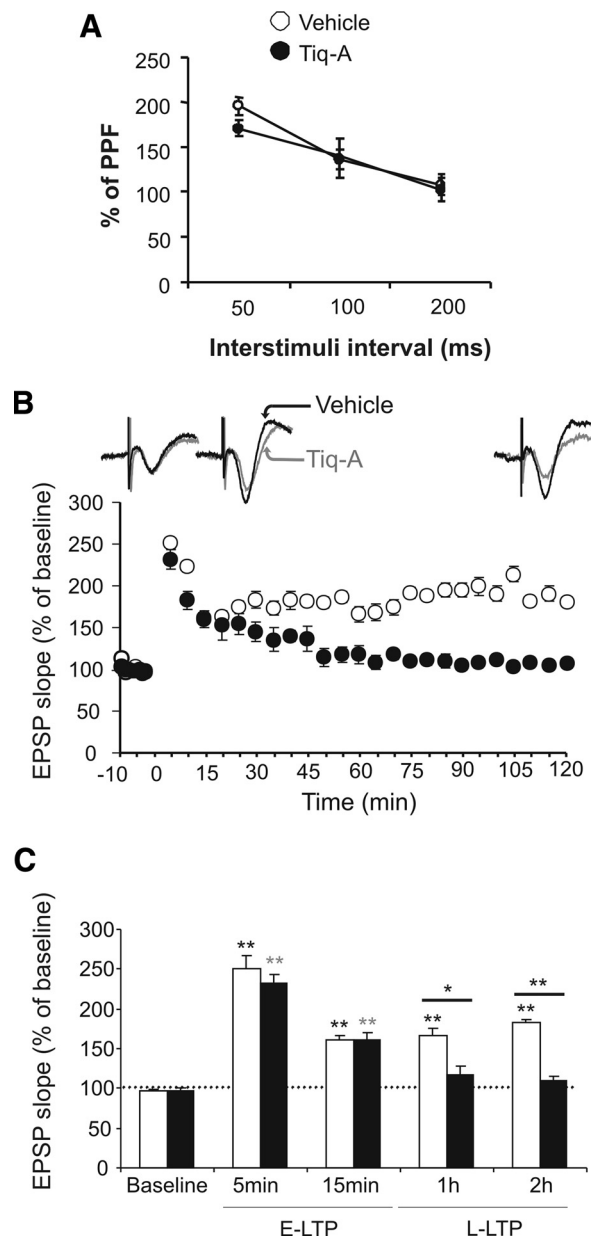 A
Vehicle
Tiq-A
250
200
150
100
50
0
% of PPF
50 100 200
Interstimuli interval (ms)
B
Vehicle
Tiq-A
300
250
200
150
100
50
0
EPSP slope (% of baseline)
-10 0 15 30 45 60 75 90 105 120
Time (min)
C
300
250
200
150
100
50
0
EPSP slope (% of baseline)
** ** ** ** ** * ** **
Baseline 5min 15min 1h 2h
E-LTP L-LTP